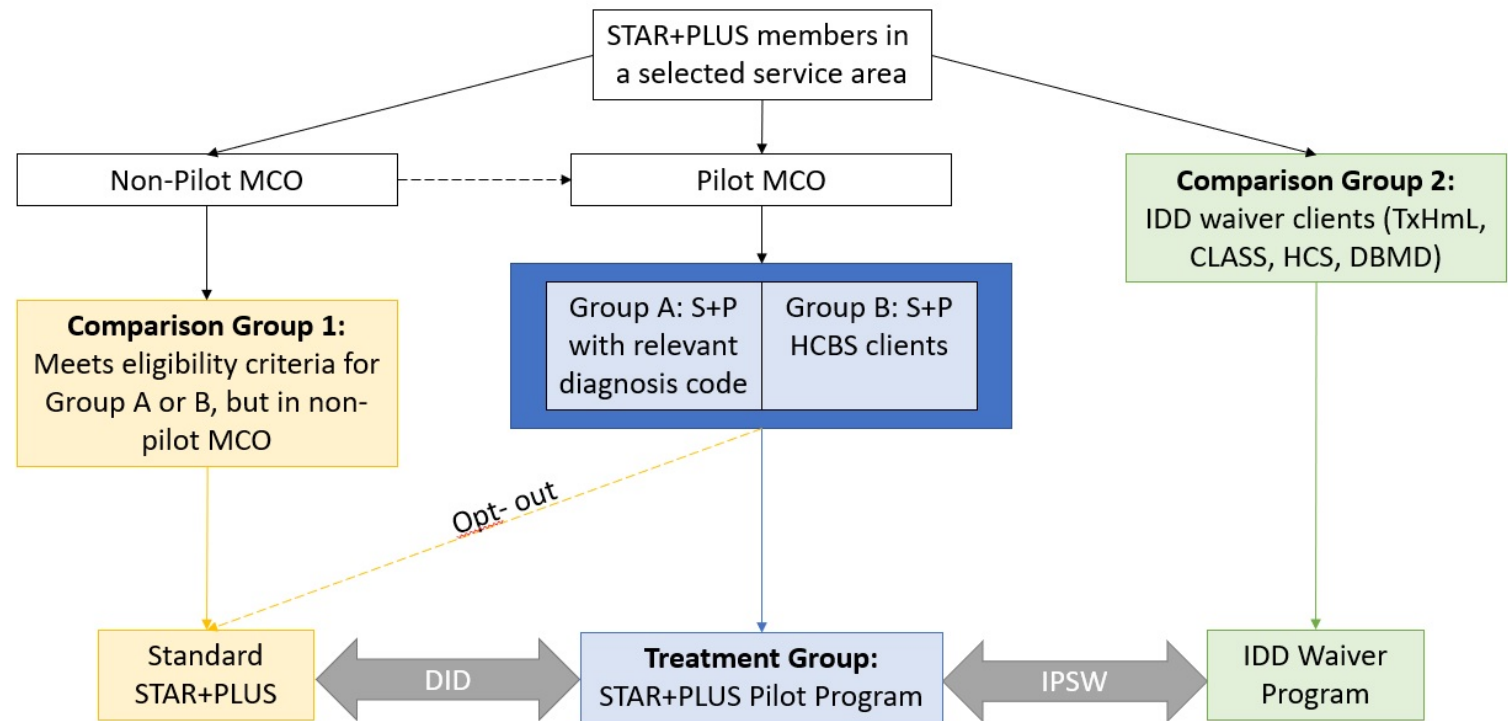 STAR+PLUS members in
a selected service area
Non-Pilot MCO
Pilot MCO
Comparison Group 2:
IDD waiver clients (TxHmL,
CLASS, HCS, DBMD)
Comparison Group 1:
Meets eligibility criteria for
Group A or B, but in non-
pilot MCO
Group A: S+P
with relevant
diagnosis code
Group B: S+P
HCBS clients
Opt- out
Standard
STAR+PLUS
DID
Treatment Group:
STAR+PLUS Pilot Program
IPSW
IDD Waiver
Program